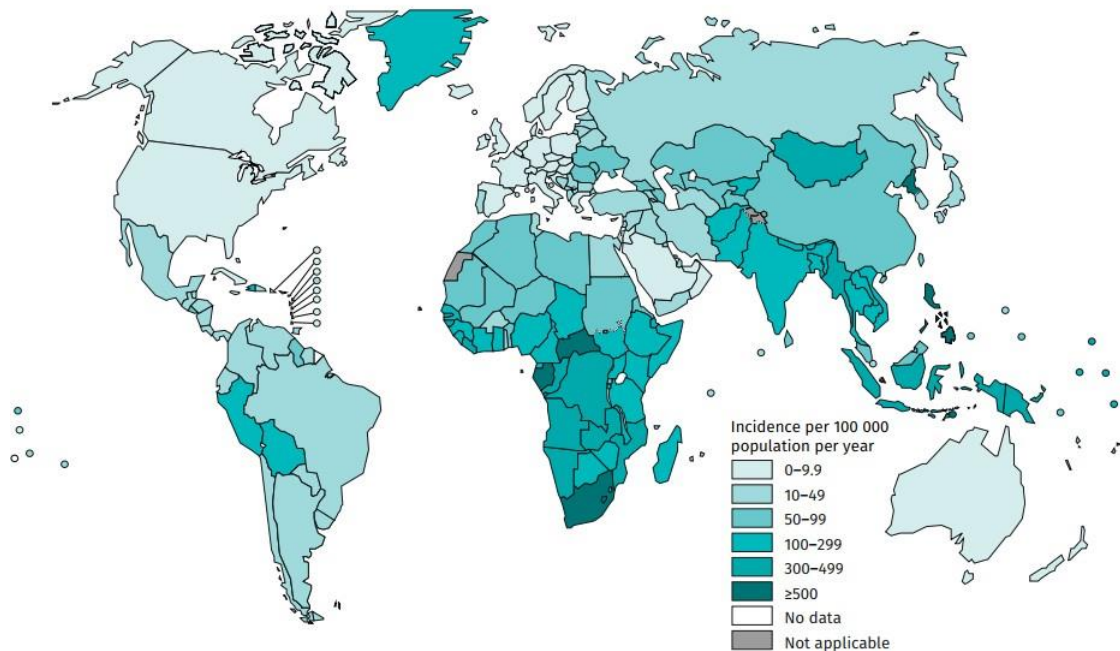 Incidence per 100 000
population per year
0–9.9
10–49
50–99
100–299
300–499
≥500
No data
Not applicable